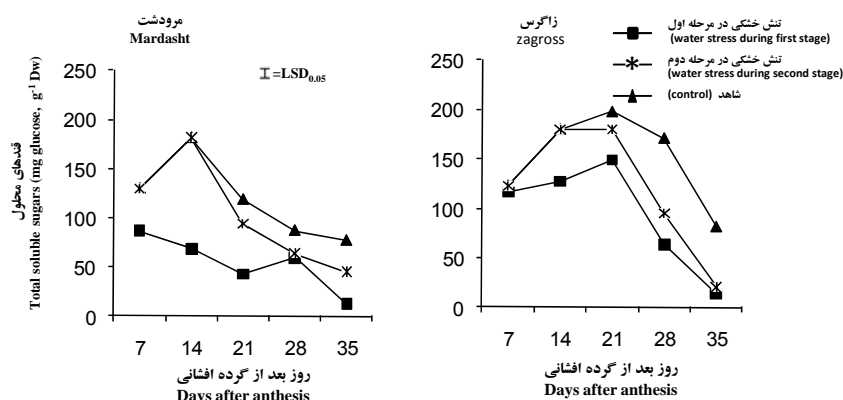 مرودشت
Mardasht
زاگرس
zagross
تنش خشکی در مرحله اول
(water stress during first stage)
تنش خشکی در مرحله دوم
(water stress during second stage)
شاهد (control)
=LSD0.05
قندهای محلول
Total soluble sugars (mg glucose, g-1 Dw)
250
200
150
100
50
0
7 14 21 28 35
روز بعد از گرده افشانی
Days after anthesis
250
200
150
100
50
0
7 14 21 28 35
روز بعد از گرده افشانی
Days after anthesis